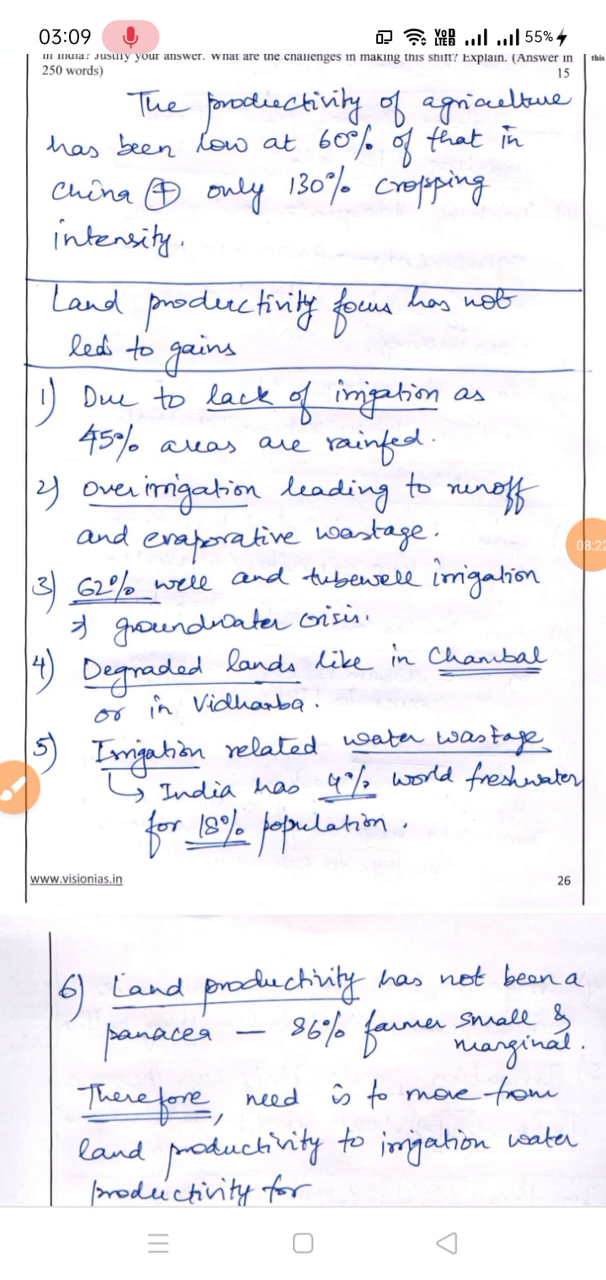 03:09
VoD LTED
55%
in India? Justify your answer. What are the challenges in making this shift? Explain. (Answer in
250 words)
15
this
The productivity of agriculture
has been low at 60% of that in
China ⊕ only 130% cropping
intensity.
Land productivity focus has not
led to gains
1) Due to lack of irrigation as
45% areas are rainfed.
2) Over irrigation leading to runoff
and evaporative wastage.
08:22
3) 62% well and tubewell irrigation
⇒ groundwater crisis.
4) Degraded lands like in Chambal
or in Vidharba.
5) Irrigation related water wastage
↳ India has 4% world freshwater
for 18% population.
www.visionias.in
26
6) Land productivity has not been a
panacea — 86% farmer small &
marginal.
Therefore, need is to move from
land productivity to irrigation water
productivity for